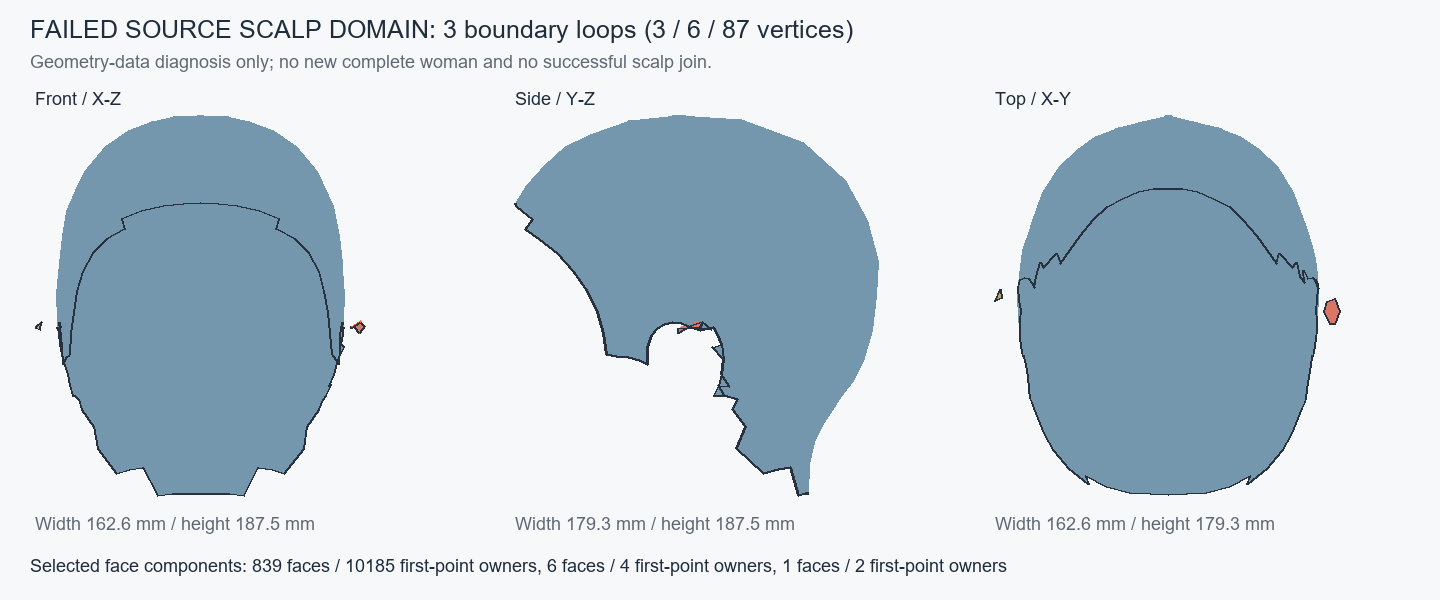 FAILED SOURCE SCALP DOMAIN: 3 boundary loops (3 / 6 / 87 vertices)
Geometry-data diagnosis only; no new complete woman and no successful scalp join.
Front / X-Z
Side / Y-Z
Top / X-Y
Width 162.6 mm / height 187.5 mm
Width 179.3 mm / height 187.5 mm
Width 162.6 mm / height 179.3 mm
Selected face components: 839 faces / 10185 first-point owners, 6 faces / 4 first-point owners, 1 faces / 2 first-point owners